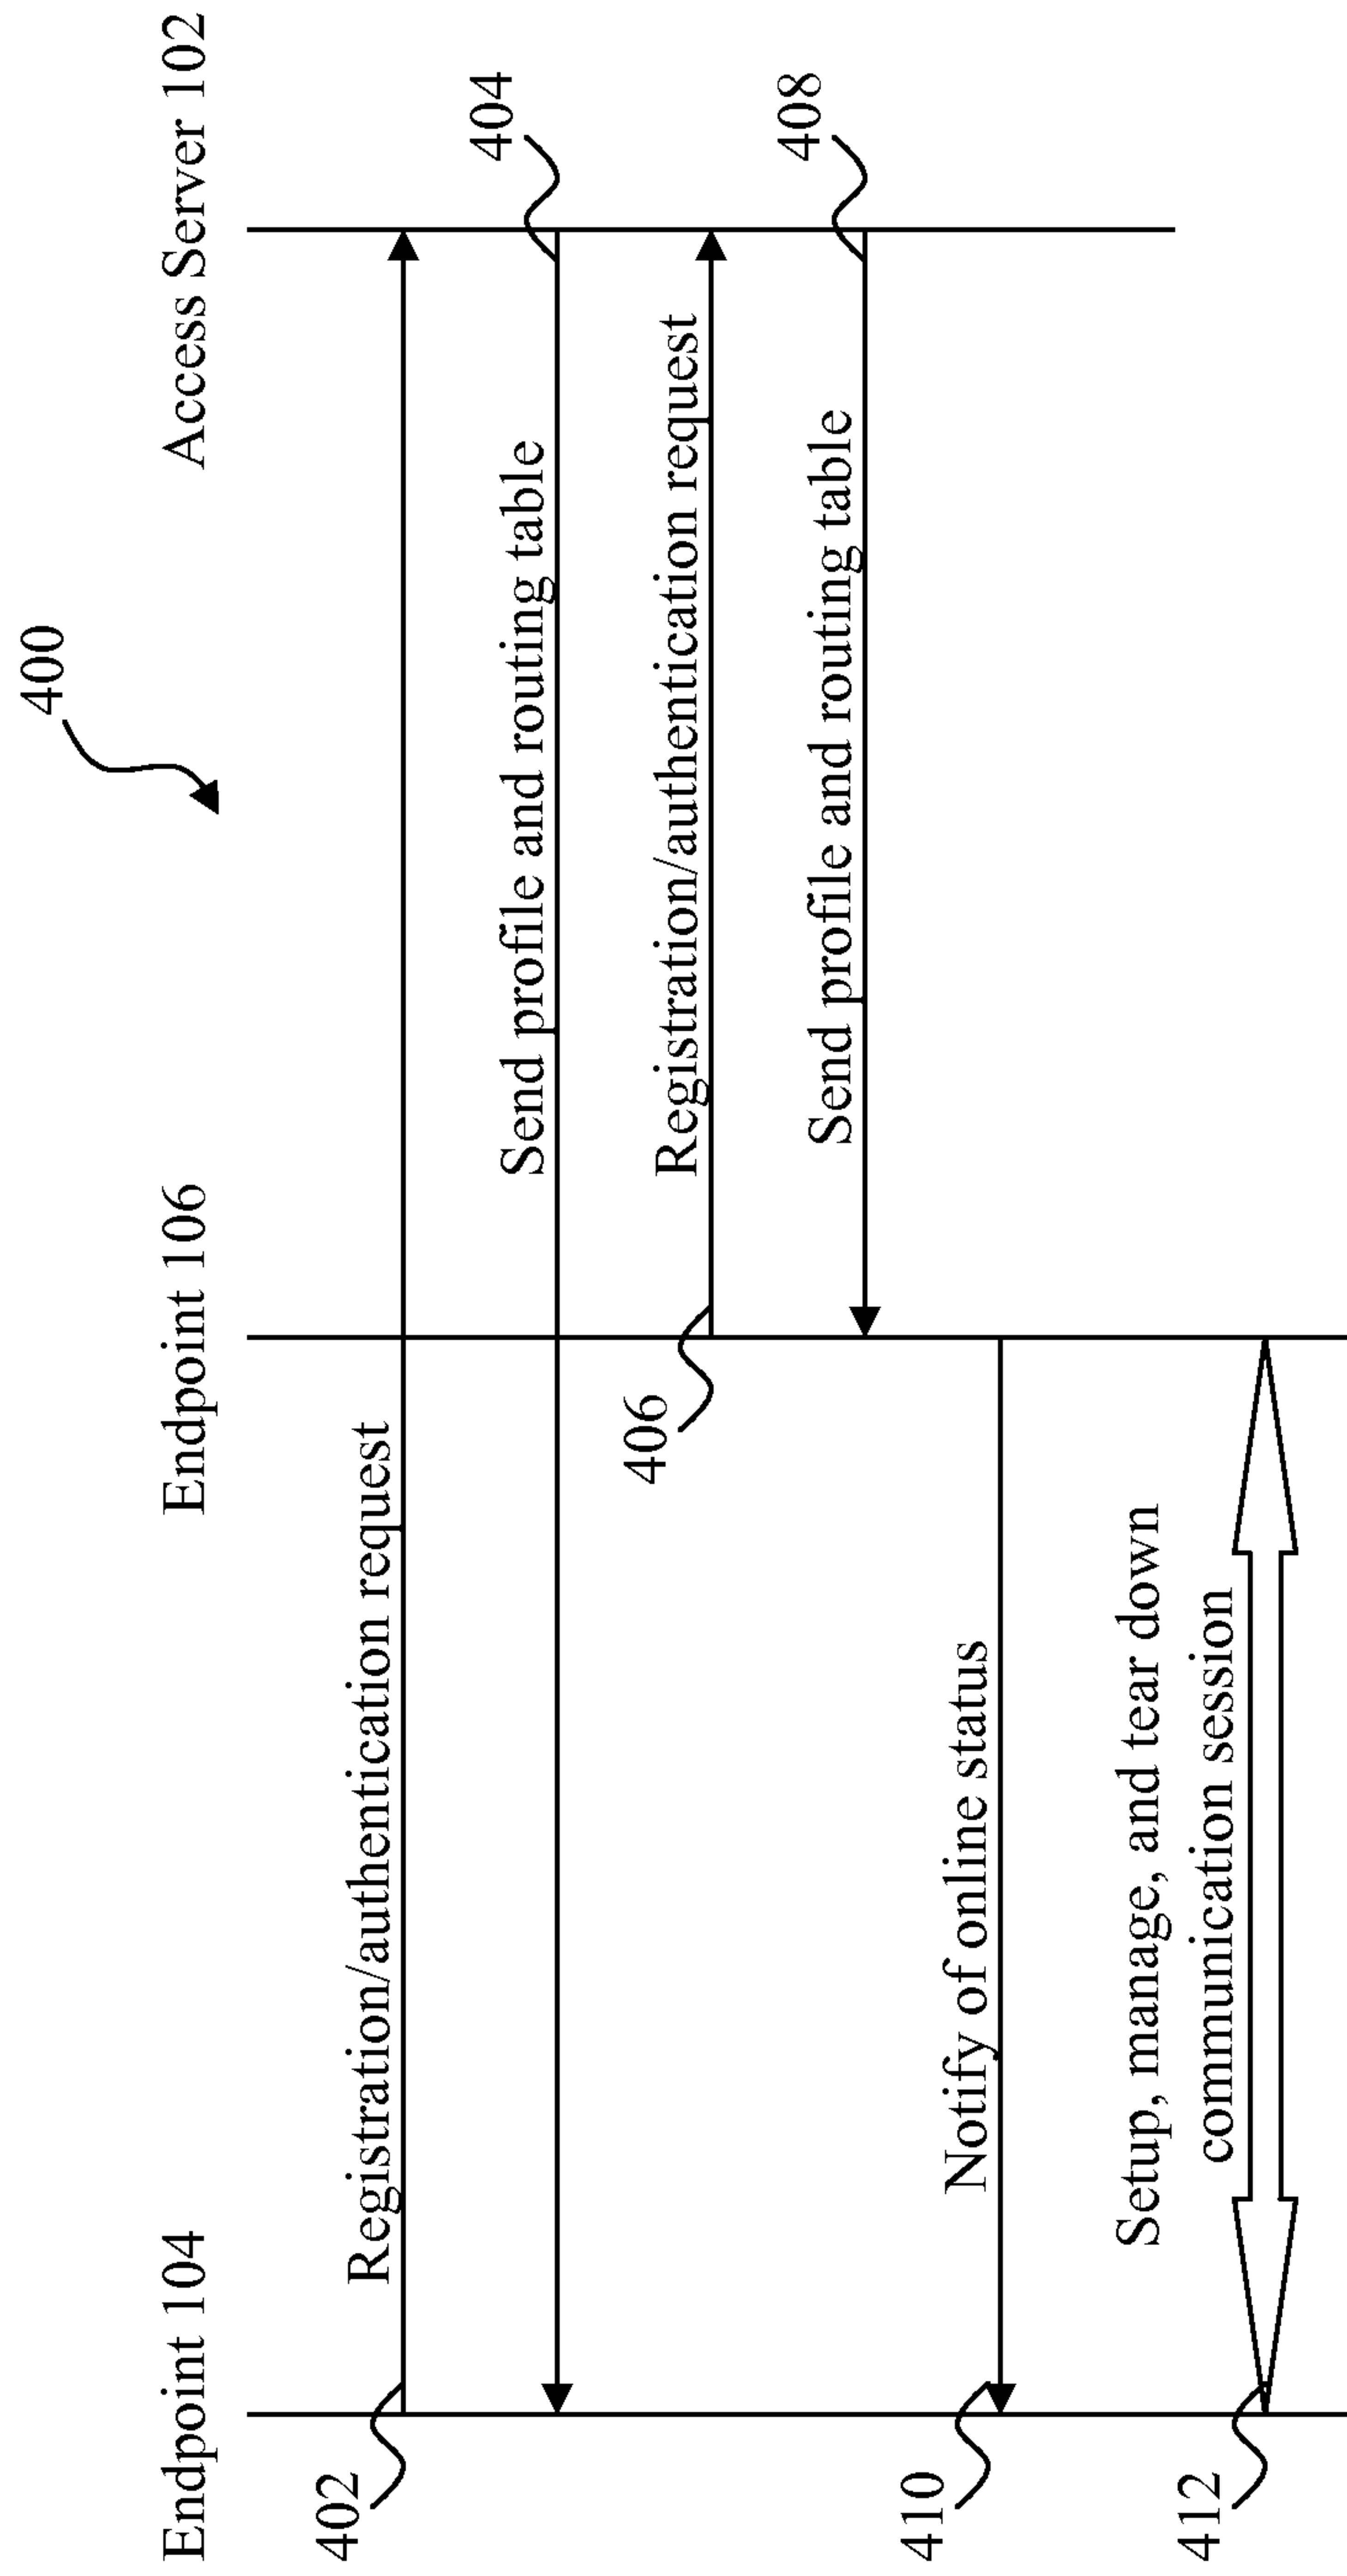 400
Endpoint 104
Endpoint 106
Access Server 102
402
Registration/authentication request
404
Send profile and routing table
406
Registration/authentication request
408
Send profile and routing table
410
Notify of online status
412
Setup, manage, and tear down
communication session